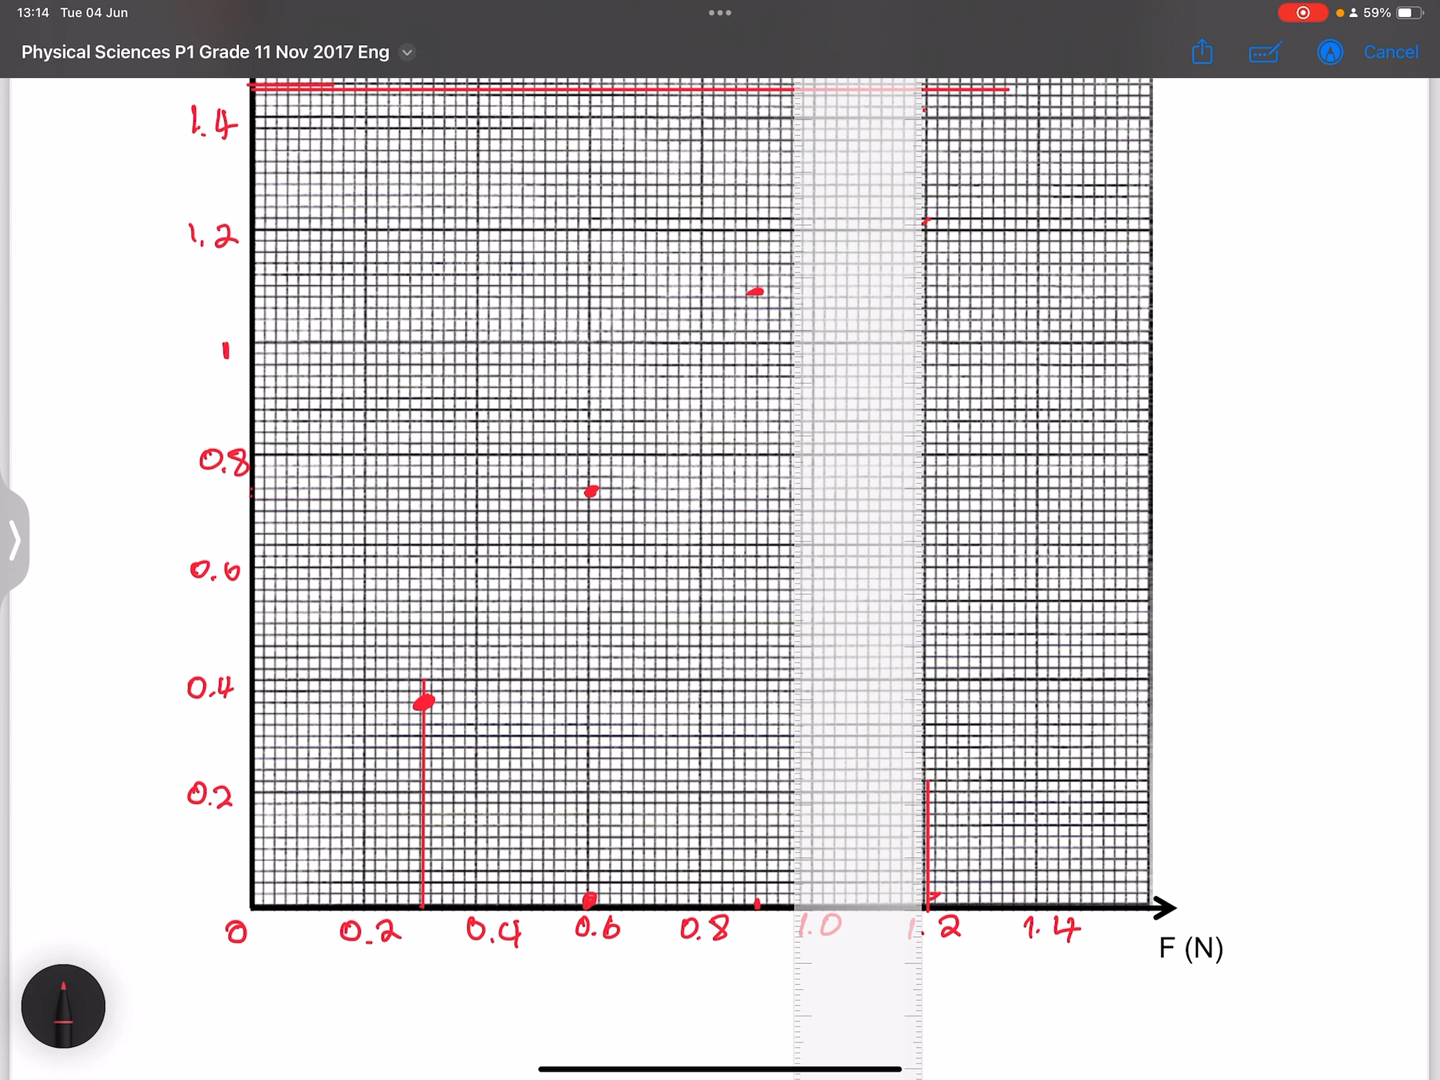 13:14 Tue 04 Jun
59%
Physical Sciences P1 Grade 11 Nov 2017 Eng
Cancel
1.4
1.2
1
0.8
0.6
0.4
0.2
0 0.2 0.4 0.6 0.8 1.0 1.2 1.4
F (N)